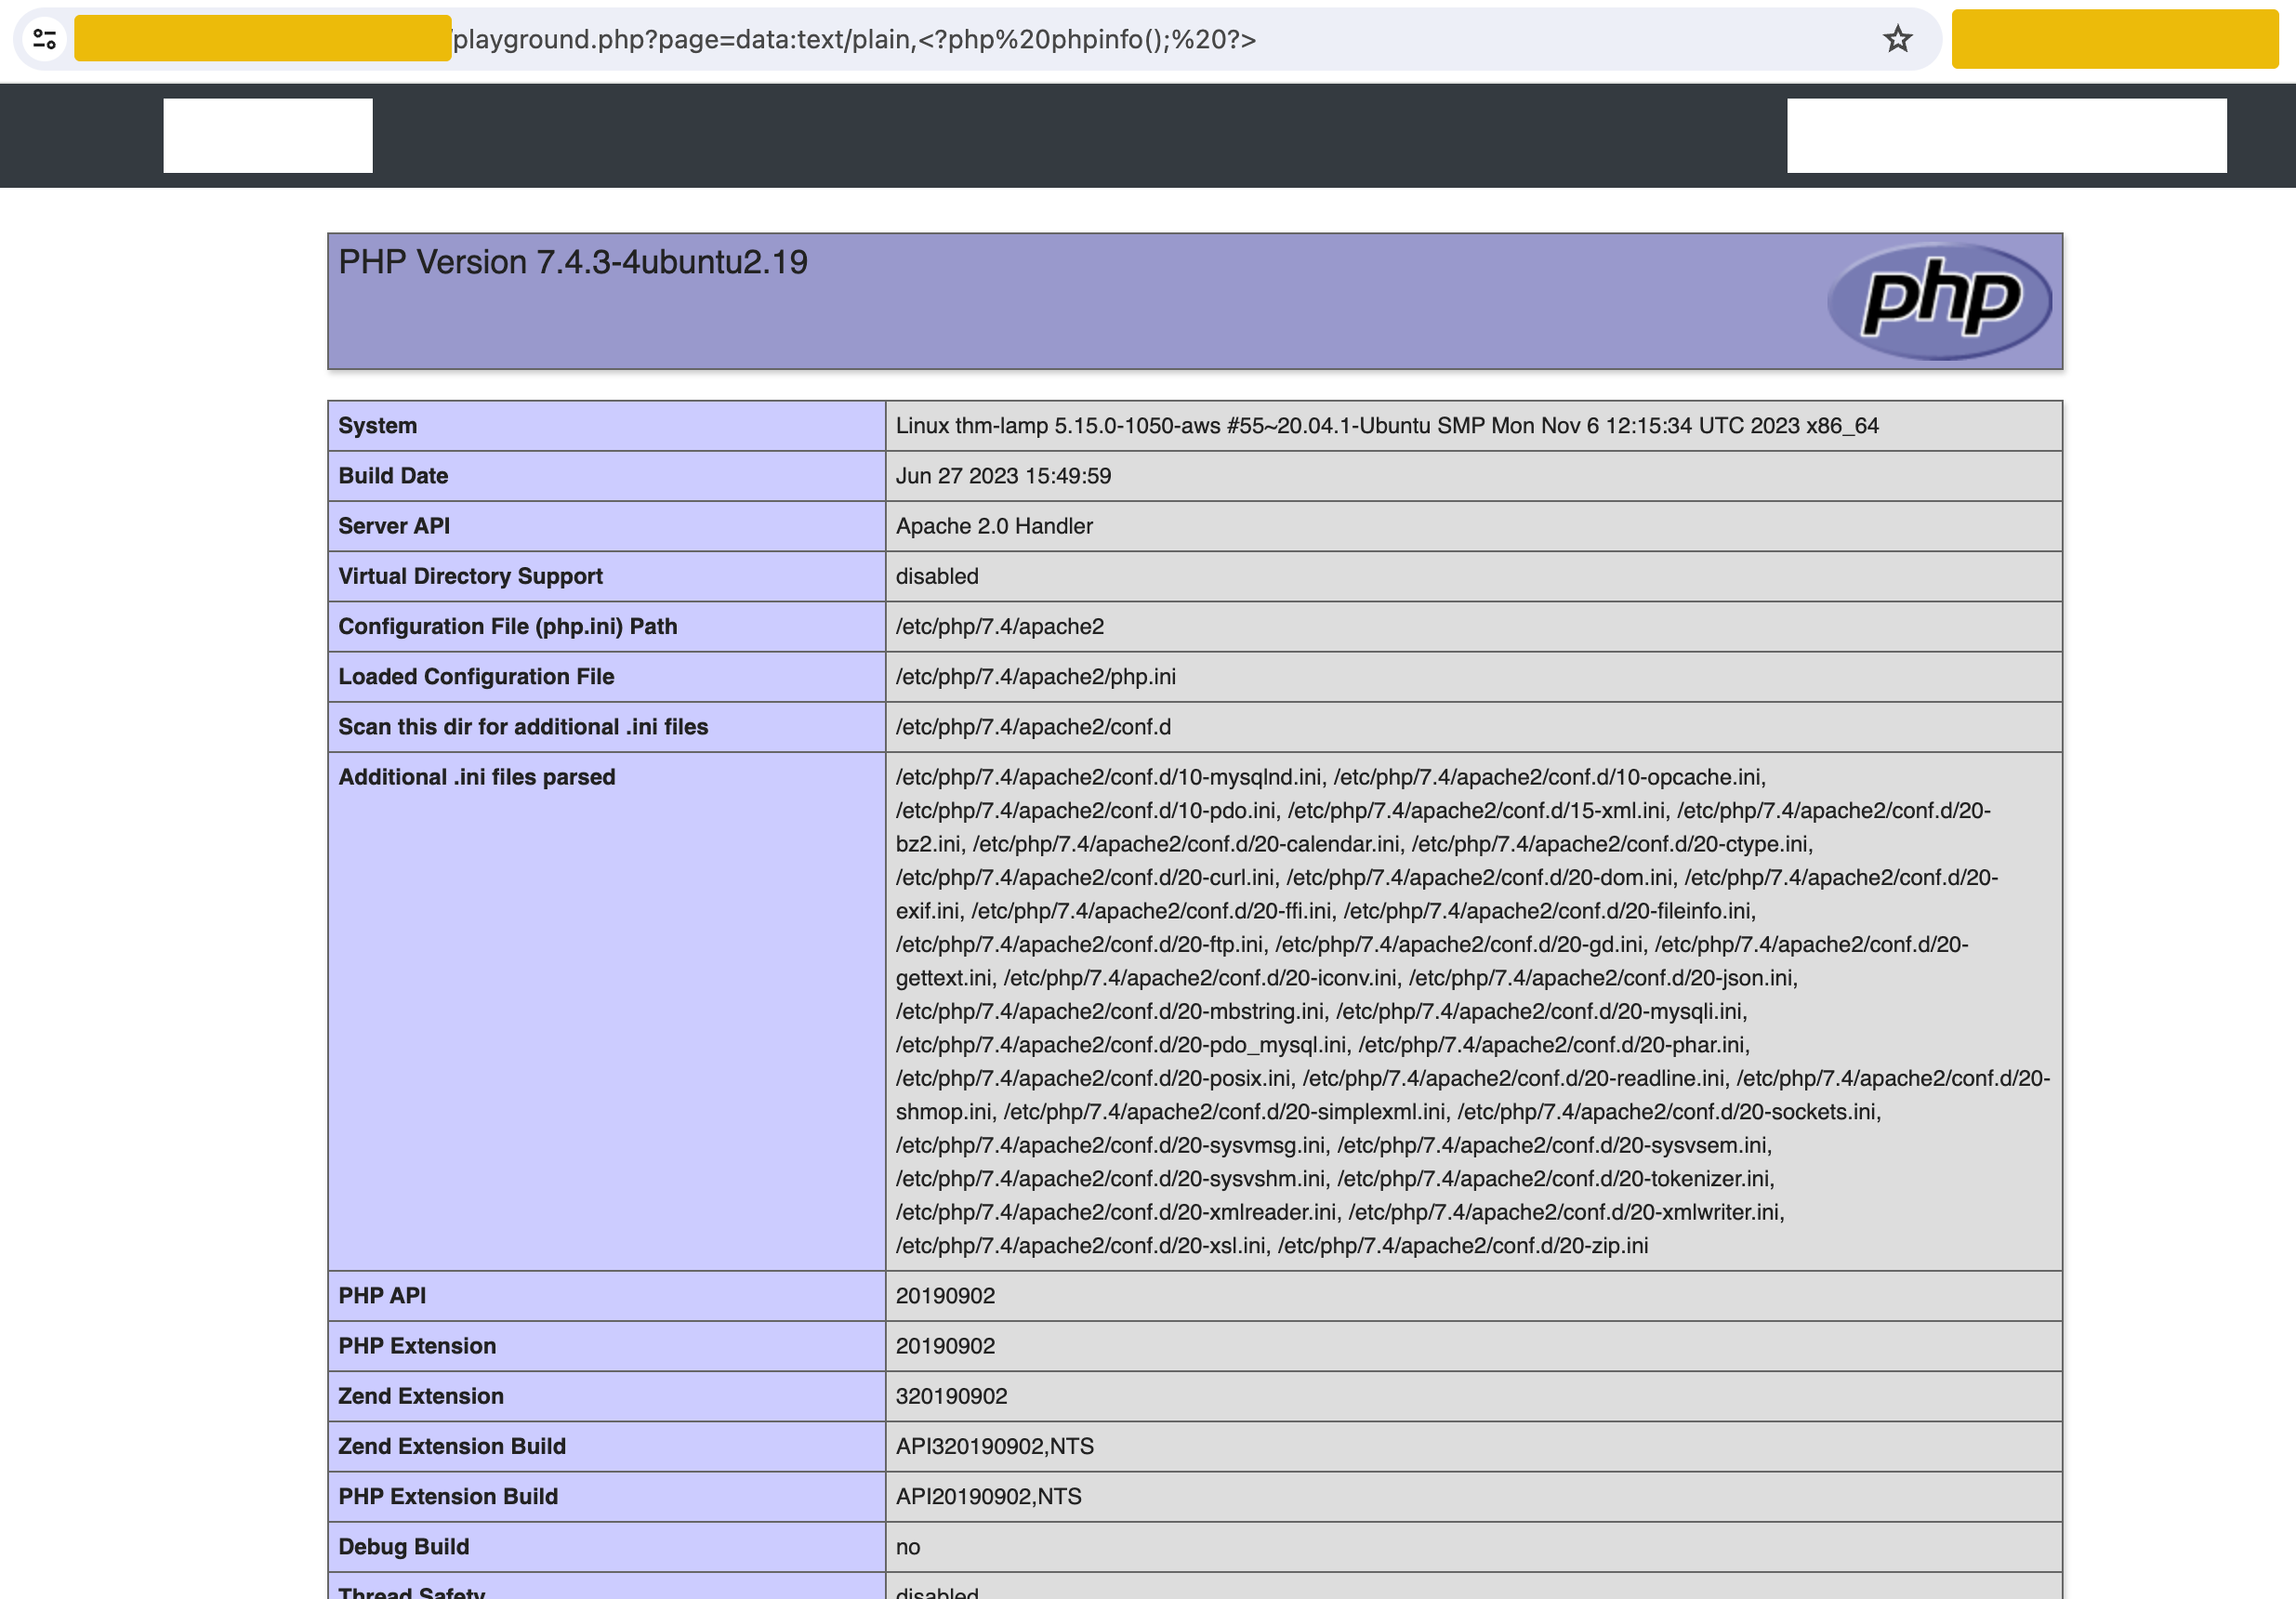 playground.php?page=data:text/plain,<?php%20phpinfo();%20?>
PHP Version 7.4.3-4ubuntu2.19
php
System Linux thm-lamp 5.15.0-1050-aws #55~20.04.1-Ubuntu SMP Mon Nov 6 12:15:34 UTC 2023 x86_64
Build Date Jun 27 2023 15:49:59
Server API Apache 2.0 Handler
Virtual Directory Support disabled
Configuration File (php.ini) Path /etc/php/7.4/apache2
Loaded Configuration File /etc/php/7.4/apache2/php.ini
Scan this dir for additional .ini files /etc/php/7.4/apache2/conf.d
Additional .ini files parsed /etc/php/7.4/apache2/conf.d/10-mysqlnd.ini, /etc/php/7.4/apache2/conf.d/10-opcache.ini,
/etc/php/7.4/apache2/conf.d/10-pdo.ini, /etc/php/7.4/apache2/conf.d/15-xml.ini, /etc/php/7.4/apache2/conf.d/20-
bz2.ini, /etc/php/7.4/apache2/conf.d/20-calendar.ini, /etc/php/7.4/apache2/conf.d/20-ctype.ini,
/etc/php/7.4/apache2/conf.d/20-curl.ini, /etc/php/7.4/apache2/conf.d/20-dom.ini, /etc/php/7.4/apache2/conf.d/20-
exif.ini, /etc/php/7.4/apache2/conf.d/20-ffi.ini, /etc/php/7.4/apache2/conf.d/20-fileinfo.ini,
/etc/php/7.4/apache2/conf.d/20-ftp.ini, /etc/php/7.4/apache2/conf.d/20-gd.ini, /etc/php/7.4/apache2/conf.d/20-
gettext.ini, /etc/php/7.4/apache2/conf.d/20-iconv.ini, /etc/php/7.4/apache2/conf.d/20-json.ini,
/etc/php/7.4/apache2/conf.d/20-mbstring.ini, /etc/php/7.4/apache2/conf.d/20-mysqli.ini,
/etc/php/7.4/apache2/conf.d/20-pdo_mysql.ini, /etc/php/7.4/apache2/conf.d/20-phar.ini,
/etc/php/7.4/apache2/conf.d/20-posix.ini, /etc/php/7.4/apache2/conf.d/20-readline.ini, /etc/php/7.4/apache2/conf.d/20-
shmop.ini, /etc/php/7.4/apache2/conf.d/20-simplexml.ini, /etc/php/7.4/apache2/conf.d/20-sockets.ini,
/etc/php/7.4/apache2/conf.d/20-sysvmsg.ini, /etc/php/7.4/apache2/conf.d/20-sysvsem.ini,
/etc/php/7.4/apache2/conf.d/20-sysvshm.ini, /etc/php/7.4/apache2/conf.d/20-tokenizer.ini,
/etc/php/7.4/apache2/conf.d/20-xmlreader.ini, /etc/php/7.4/apache2/conf.d/20-xmlwriter.ini,
/etc/php/7.4/apache2/conf.d/20-xsl.ini, /etc/php/7.4/apache2/conf.d/20-zip.ini
PHP API 20190902
PHP Extension 20190902
Zend Extension 320190902
Zend Extension Build API320190902,NTS
PHP Extension Build API20190902,NTS
Debug Build no
Thread Safety disabled